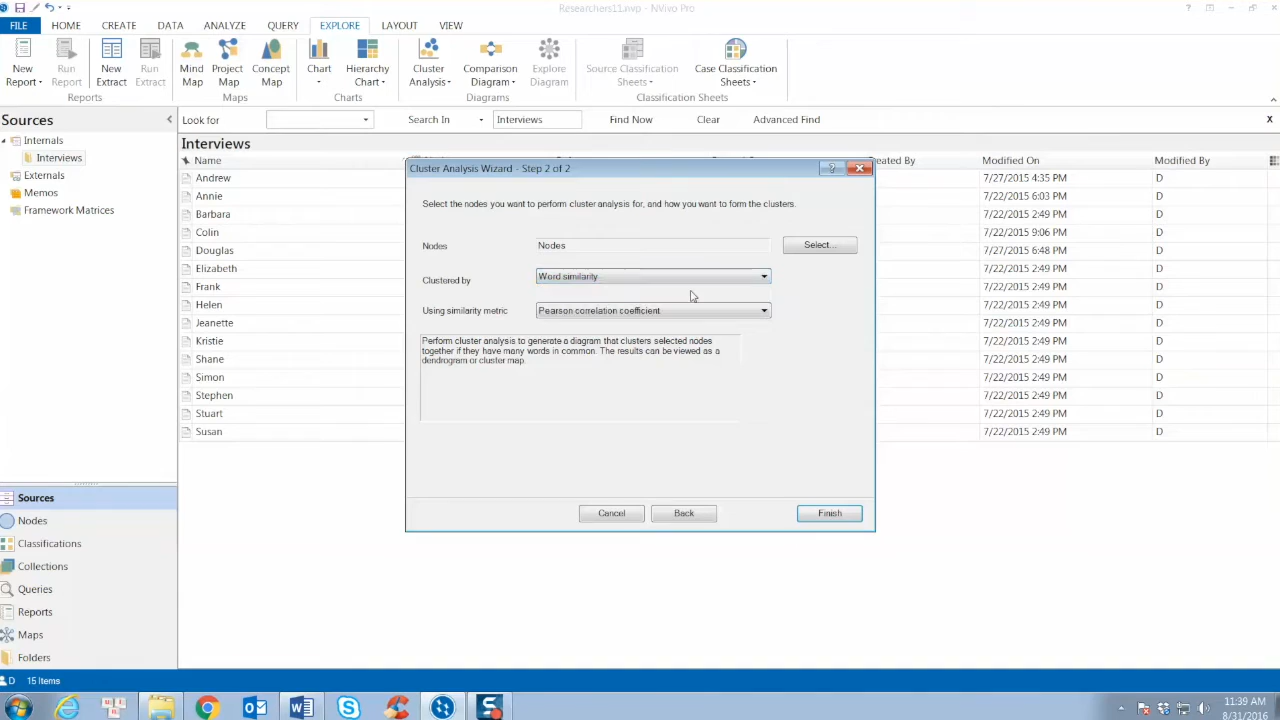 Researchers11.nvp - NVivo Pro
FILE HOME CREATE DATA ANALYZE QUERY EXPLORE LAYOUT VIEW
New Report Run Report New Extract Run Extract Mind Map Project Map Concept Map Chart Hierarchy Chart Cluster Analysis Comparison Diagram Explore Diagram Source Classification Sheets Case Classification Sheets
Reports Maps Charts Diagrams Classification Sheets
Sources
Look for Search In Interviews Find Now Clear Advanced Find X
Internals
Interviews
Externals
Memos
Framework Matrices
Interviews
Name Created By Modified On Modified By
Andrew 7/27/2015 4:35 PM D
Annie 7/22/2015 6:03 PM D
Barbara 7/22/2015 2:49 PM D
Colin 7/22/2015 9:06 PM D
Douglas 7/27/2015 6:48 PM D
Elizabeth 7/22/2015 2:49 PM D
Frank 7/22/2015 2:49 PM D
Helen 7/22/2015 2:49 PM D
Jeanette 7/22/2015 2:49 PM D
Kristie 7/22/2015 2:49 PM D
Shane 7/22/2015 2:49 PM D
Simon 7/22/2015 2:49 PM D
Stephen 7/22/2015 2:49 PM D
Stuart 7/22/2015 2:49 PM D
Susan 7/22/2015 2:49 PM D
Cluster Analysis Wizard - Step 2 of 2
Select the nodes you want to perform cluster analysis for, and how you want to form the clusters.
Nodes Nodes Select...
Clustered by Word similarity
Using similarity metric Pearson correlation coefficient
Perform cluster analysis to generate a diagram that clusters selected nodes
together if they have many words in common. The results can be viewed as a
dendrogram or cluster map.
Cancel Back Finish
Sources
Nodes
Classifications
Collections
Queries
Reports
Maps
Folders
D 15 Items
11:39 AM
8/31/2016